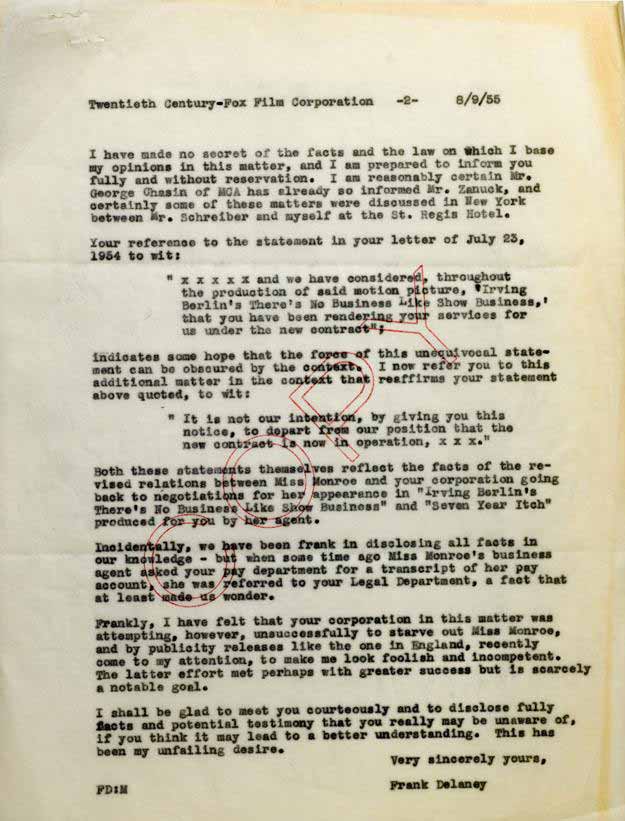 Twentieth Century-Fox Film Corporation -2- 8/9/55
I have made no secret of the facts and the law on which I base
my opinions in this matter, and I am prepared to inform you
fully and without reservation. I am reasonably certain Mr.
George Chasin of MCA has already so informed Mr. Zanuck, and
certainly some of these matters were discussed in New York
between Mr. Schreiber and myself at the St. Regis Hotel.
Your reference to the statement in your letter of July 23,
1954 to wit:
" x x x x x and we have considered, throughout
the production of said motion picture, 'Irving
Berlin's There's No Business Like Show Business,'
that you have been rendering your services for
us under the new contract";
indicates some hope that the force of this unequivocal state-
ment can be obscured by the context. I now refer you to this
additional matter in the context that reaffirms your statement
above quoted, to wit:
" It is not our intention, by giving you this
notice, to depart from our position that the
new contract is now in operation, x x x."
Both these statements themselves reflect the facts of the re-
vised relations between Miss Monroe and your corporation going
back to negotiations for her appearance in "Irving Berlin's
There's No Business Like Show Business" and "Seven Year Itch"
produced for you by her agent.
Incidentally, we have been frank in disclosing all facts in
our knowledge - but when some time ago Miss Monroe's business
agent asked your pay department for a transcript of her pay
account, she was referred to your Legal Department, a fact that
at least made us wonder.
Frankly, I have felt that your corporation in this matter was
attempting, however, unsuccessfully to starve out Miss Monroe,
and by publicity releases like the one in England, recently
come to my attention, to make me look foolish and incompetent.
The latter effort met perhaps with greater success but is scarcely
a notable goal.
I shall be glad to meet you courteously and to disclose fully
facts and potential testimony that you really may be unaware of,
if you think it may lead to a better understanding. This has
been my unfailing desire.
Very sincerely yours,
Frank Delaney
FD:M
COPY